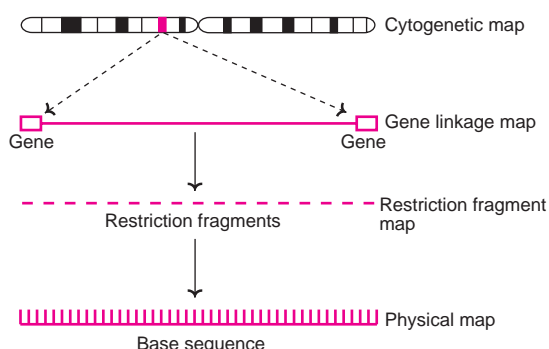 Cytogenetic map
Gene linkage map
Gene
Gene
Restriction fragment
map
Restriction fragments
Physical map
Base sequence